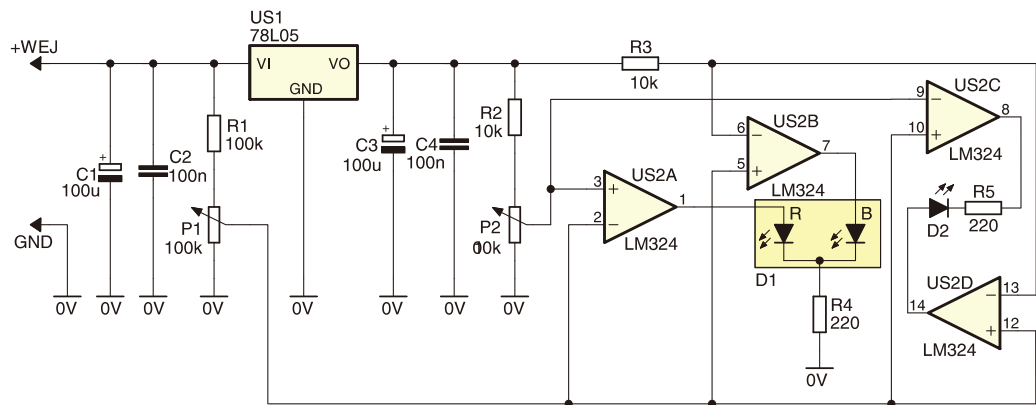 US1
78L05
+WEJ
VI
VO
GND
R3
10k
US2C
9
8
10
LM324
R1
100k
R2
10k
C1
100u
C2
100n
C3
100u
C4
100n
US2B
6
7
5
LM324
US2A
3
1
2
LM324
R
B
D1
R5
220
D2
P1
100k
P2
10k
GND
US2D
13
14
12
LM324
R4
220
0V
0V
0V
0V
0V
0V
0V
0V
0V